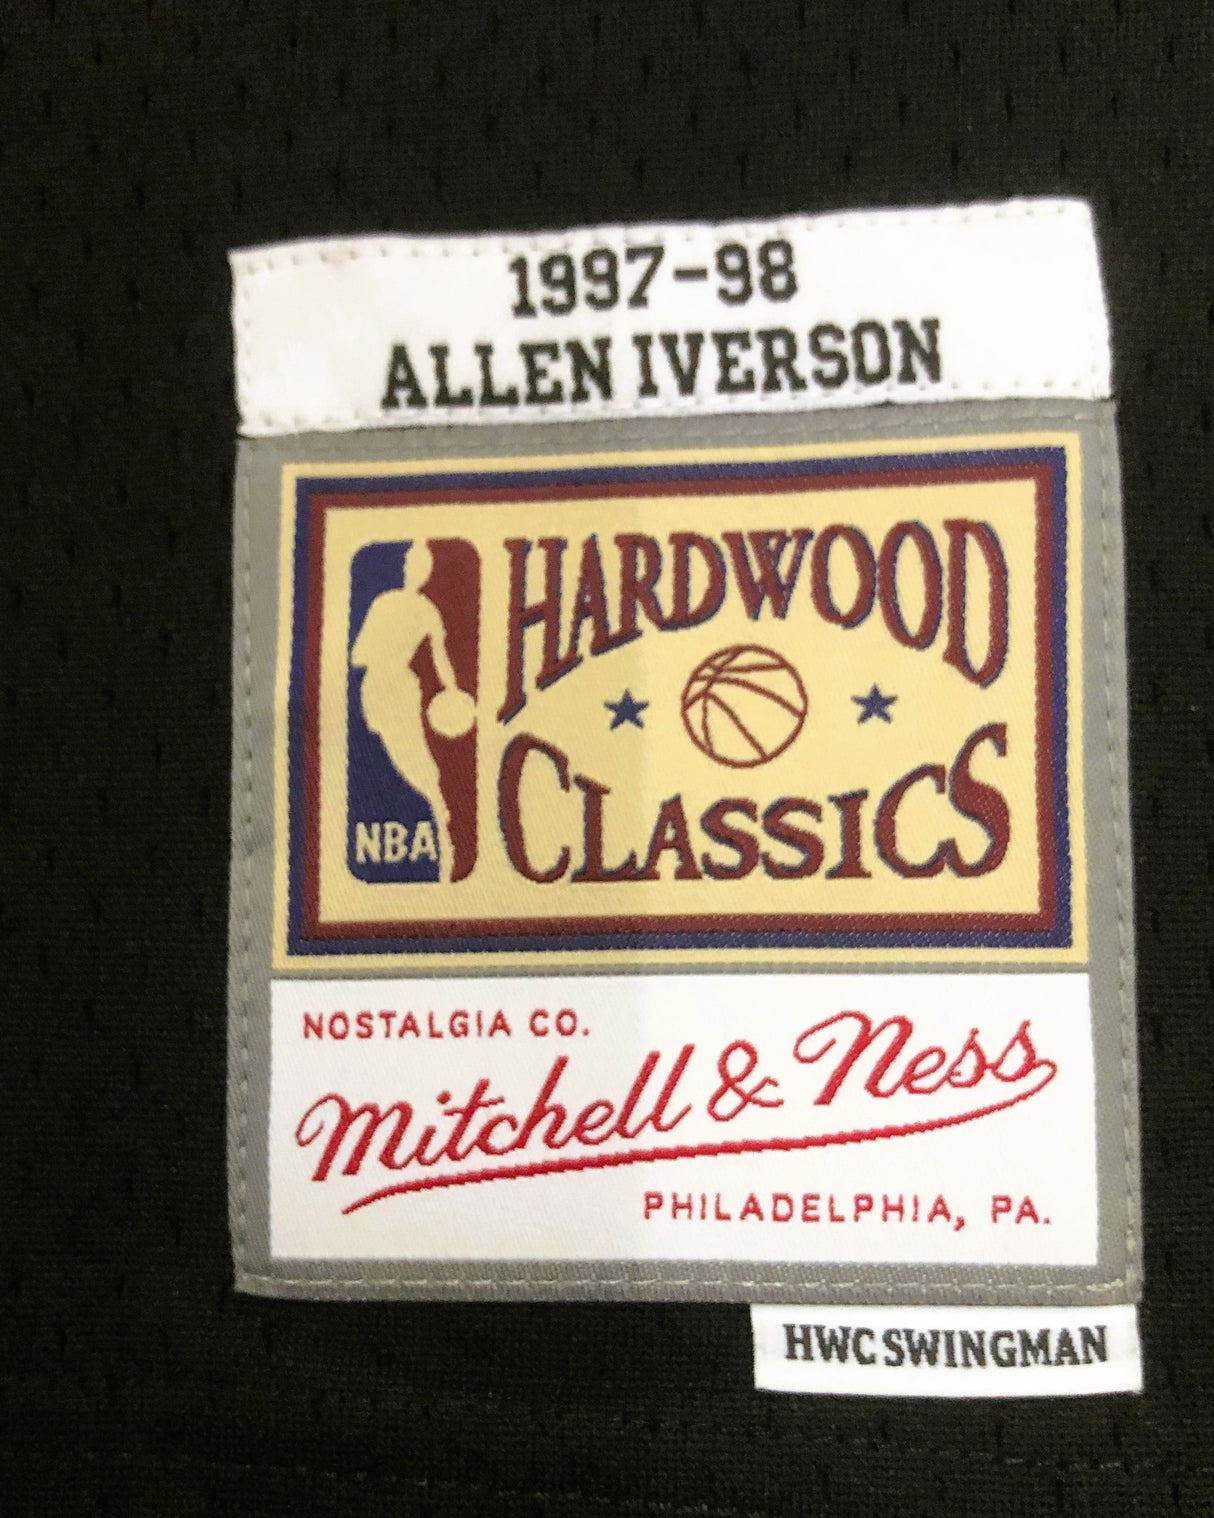 1997-98
ALLEN IVERSON
HARDWOOD
CLASSICS
NBA
NOSTALGIA CO.
Mitchell & Ness
PHILADELPHIA, PA.
HWC SWINGMAN